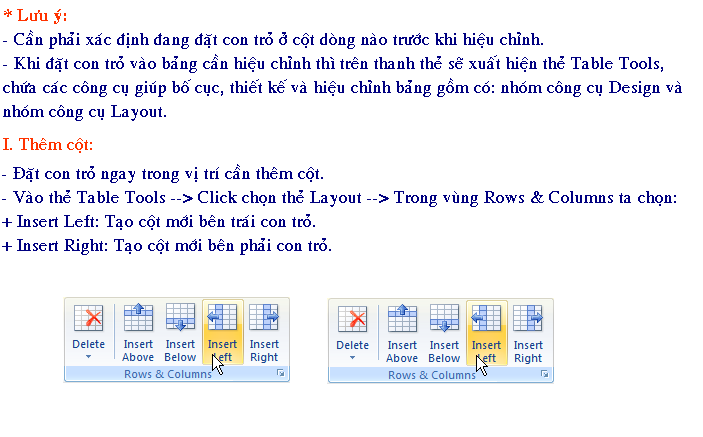 * Lưu ý:
- Cần phải xác định đang đặt con trỏ ở cột dòng nào trước khi hiệu chỉnh.
- Khi đặt con trỏ vào bảng cần hiệu chỉnh thì trên thanh thẻ sẽ xuất hiện thẻ Table Tools,
chứa các công cụ giúp bố cục, thiết kế và hiệu chỉnh bảng gồm có: nhóm công cụ Design và
nhóm công cụ Layout.
I. Thêm cột:
- Đặt con trỏ ngay trong vị trí cần thêm cột.
- Vào thẻ Table Tools --> Click chọn thẻ Layout --> Trong vùng Rows & Columns ta chọn:
+ Insert Left: Tạo cột mới bên trái con trỏ.
+ Insert Right: Tạo cột mới bên phải con trỏ.
Delete Insert Above Insert Below Insert Left Insert Right
Rows & Columns
Delete Insert Above Insert Below Insert Left Insert Right
Rows & Columns